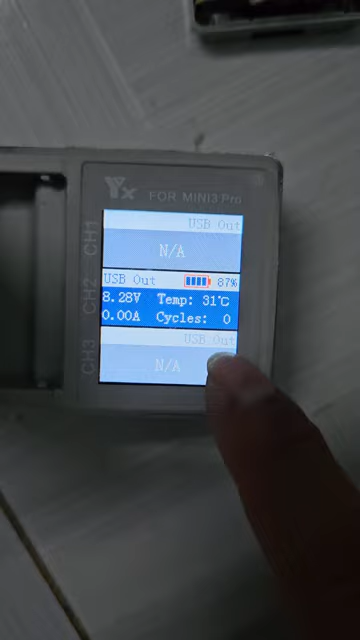 Yx FOR MINI3 Pro
CH1
USB Out
N/A
CH2
USB Out 87%
8.28V Temp: 31℃
0.00A Cycles: 0
CH3
USB Out
N/A